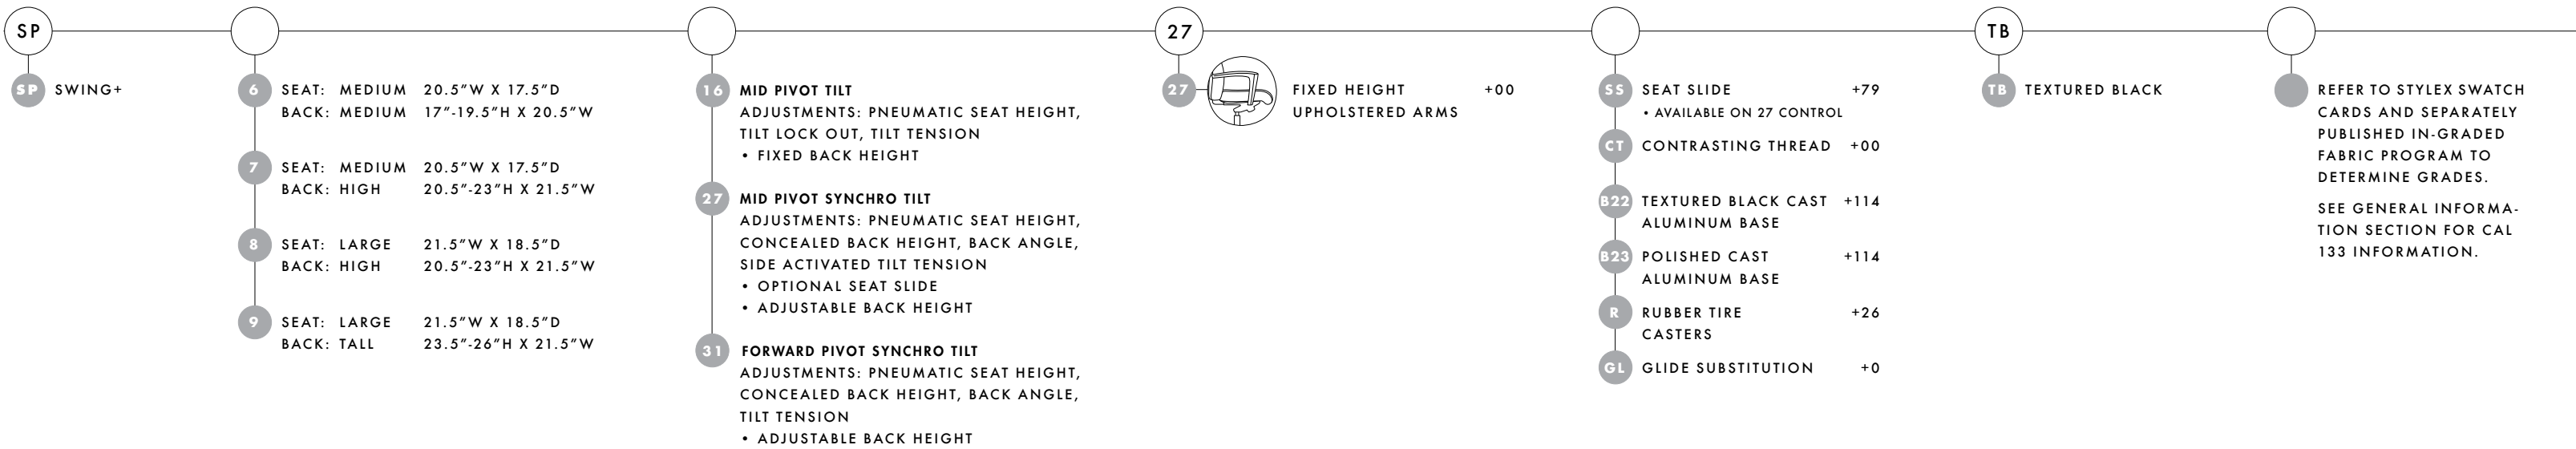 SP
27
TB
SP SWING+
6 SEAT: MEDIUM 20.5"W X 17.5"D
BACK: MEDIUM 17"-19.5"H X 20.5"W
7 SEAT: MEDIUM 20.5"W X 17.5"D
BACK: HIGH 20.5"-23"H X 21.5"W
8 SEAT: LARGE 21.5"W X 18.5"D
BACK: HIGH 20.5"-23"H X 21.5"W
9 SEAT: LARGE 21.5"W X 18.5"D
BACK: TALL 23.5"-26"H X 21.5"W
16 MID PIVOT TILT
ADJUSTMENTS: PNEUMATIC SEAT HEIGHT,
TILT LOCK OUT, TILT TENSION
• FIXED BACK HEIGHT
27 MID PIVOT SYNCHRO TILT
ADJUSTMENTS: PNEUMATIC SEAT HEIGHT,
CONCEALED BACK HEIGHT, BACK ANGLE,
SIDE ACTIVATED TILT TENSION
• OPTIONAL SEAT SLIDE
• ADJUSTABLE BACK HEIGHT
31 FORWARD PIVOT SYNCHRO TILT
ADJUSTMENTS: PNEUMATIC SEAT HEIGHT,
CONCEALED BACK HEIGHT, BACK ANGLE,
TILT TENSION
• ADJUSTABLE BACK HEIGHT
27 FIXED HEIGHT +00
UPHOLSTERED ARMS
SS SEAT SLIDE +79
• AVAILABLE ON 27 CONTROL
CT CONTRASTING THREAD +00
B22 TEXTURED BLACK CAST +114
ALUMINUM BASE
B23 POLISHED CAST +114
ALUMINUM BASE
R RUBBER TIRE +26
CASTERS
GL GLIDE SUBSTITUTION +0
TB TEXTURED BLACK
REFER TO STYLEX SWATCH
CARDS AND SEPARATELY
PUBLISHED IN-GRADED
FABRIC PROGRAM TO
DETERMINE GRADES.
SEE GENERAL INFORMA-
TION SECTION FOR CAL
133 INFORMATION.